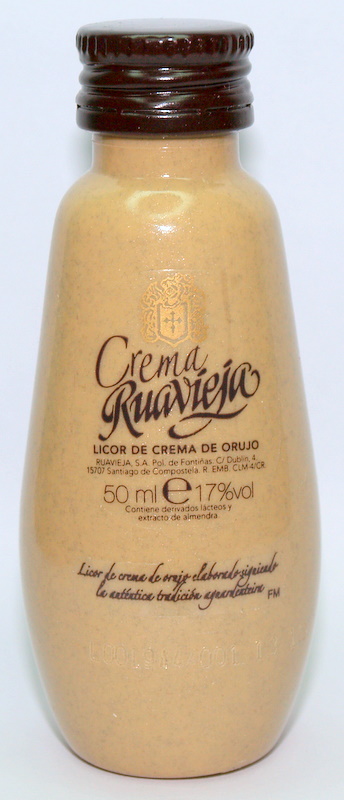 Crema
Ruavieja
LICOR DE CREMA DE ORUJO
RUAVIEJA, S.A. Pol. de Fontiñas. C/ Dublín, 4.
15707 Santiago de Compostela. R. EMB. CLM-4/CR
50 ml e 17%vol
Contiene derivados lácteos y
extracto de almendra.
Licor de crema de orujo elaborado siguiendo
la auténtica tradición aguardenteira FM